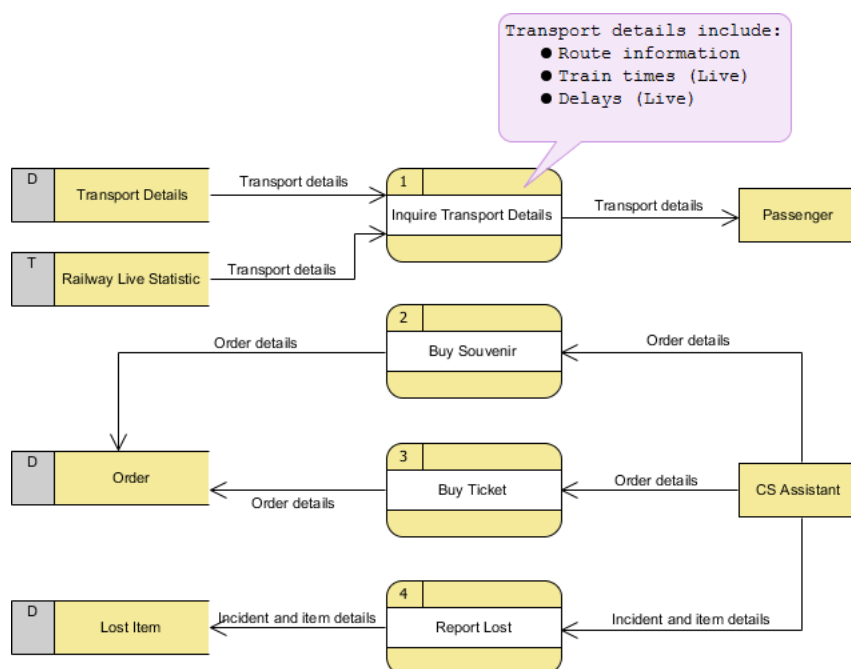 Transport details include:
● Route information
● Train times (Live)
● Delays (Live)
D
Transport Details
Transport details
1
Inquire Transport Details
Transport details
Passenger
T
Railway Live Statistic
Transport details
2
Buy Souvenir
Order details
Order details
D
Order
3
Buy Ticket
Order details
Order details
CS Assistant
D
Lost Item
Incident and item details
4
Report Lost
Incident and item details